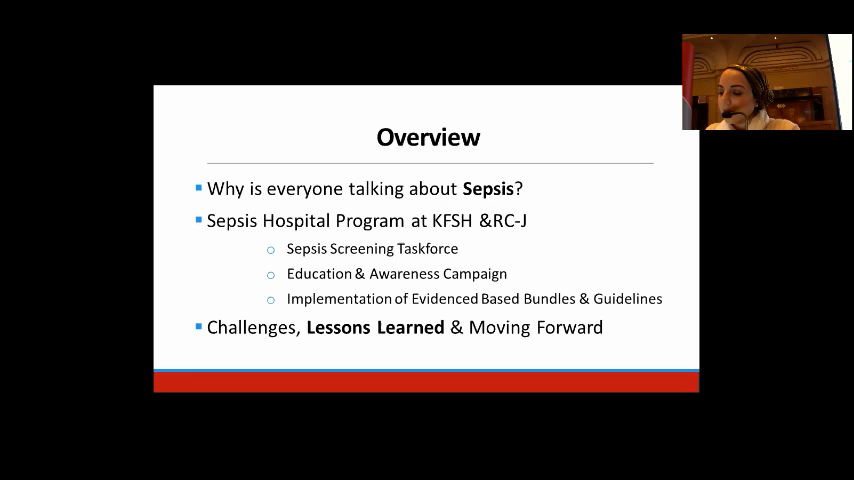 Overview
Why is everyone talking about Sepsis?
Sepsis Hospital Program at KFSH &RC-J
Sepsis Screening Taskforce
Education & Awareness Campaign
Implementation of Evidenced Based Bundles & Guidelines
Challenges, Lessons Learned & Moving Forward